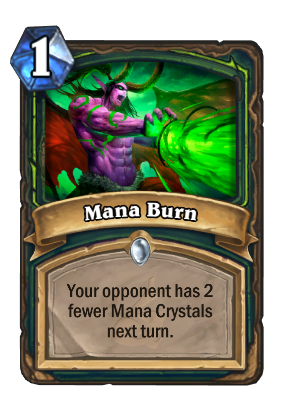 1
Mana Burn
Your opponent has 2
fewer Mana Crystals
next turn.